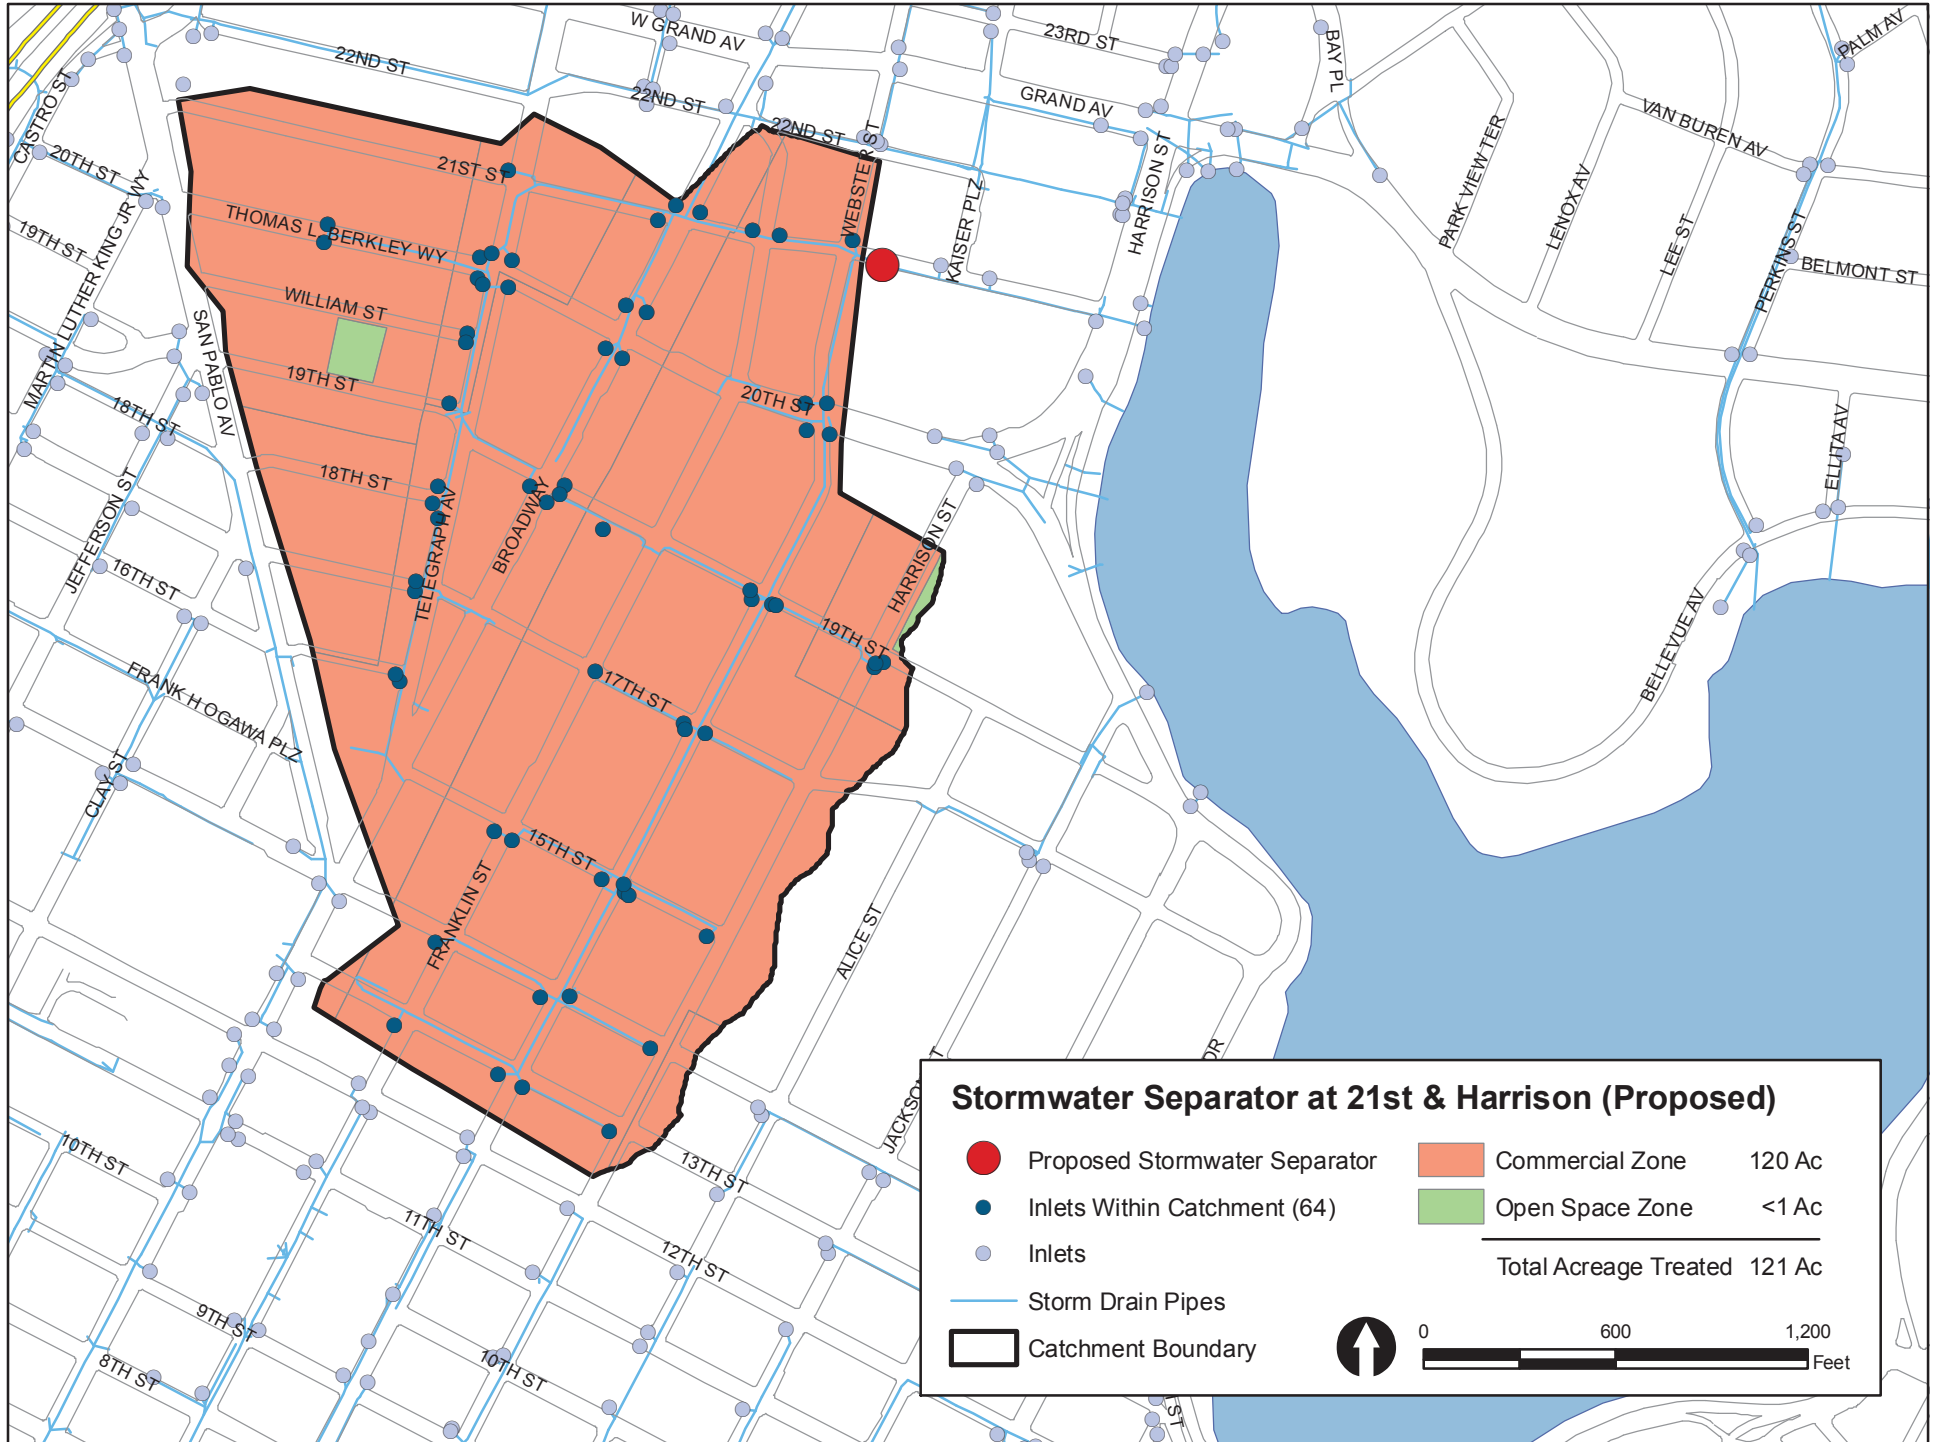 W GRAND AV
23RD ST
BAY PL
PALM AV
22ND ST
22ND ST
22ND ST
GRAND AV
VAN BUREN AV
CASTRO ST
20TH ST
21ST ST
WEBSTER ST
KAISER PLZ
HARRISON ST
PARK VIEW TER
LENOX AV
LEE ST
PERKINS ST
BELMONT ST
19TH ST
MARTIN LUTHER KING JR WY
THOMAS L BERKLEY WY
WILLIAM ST
SAN PABLO AV
19TH ST
20TH ST
18TH ST
ELLITA AV
18TH ST
TELEGRAPH AV
BROADWAY
HARRISON ST
JEFFERSON ST
16TH ST
19TH ST
BELLEVUE AV
FRANK H OGAWA PLZ
17TH ST
CLAY ST
15TH ST
FRANKLIN ST
ALICE ST
JACKSON ST
DR
10TH ST
13TH ST
11TH ST
12TH ST
9TH ST
8TH ST
10TH ST
ST
Stormwater Separator at 21st & Harrison (Proposed)
Proposed Stormwater Separator
Inlets Within Catchment (64)
Inlets
Storm Drain Pipes
Catchment Boundary
Commercial Zone 120 Ac
Open Space Zone <1 Ac
Total Acreage Treated 121 Ac
0 600 1,200
Feet